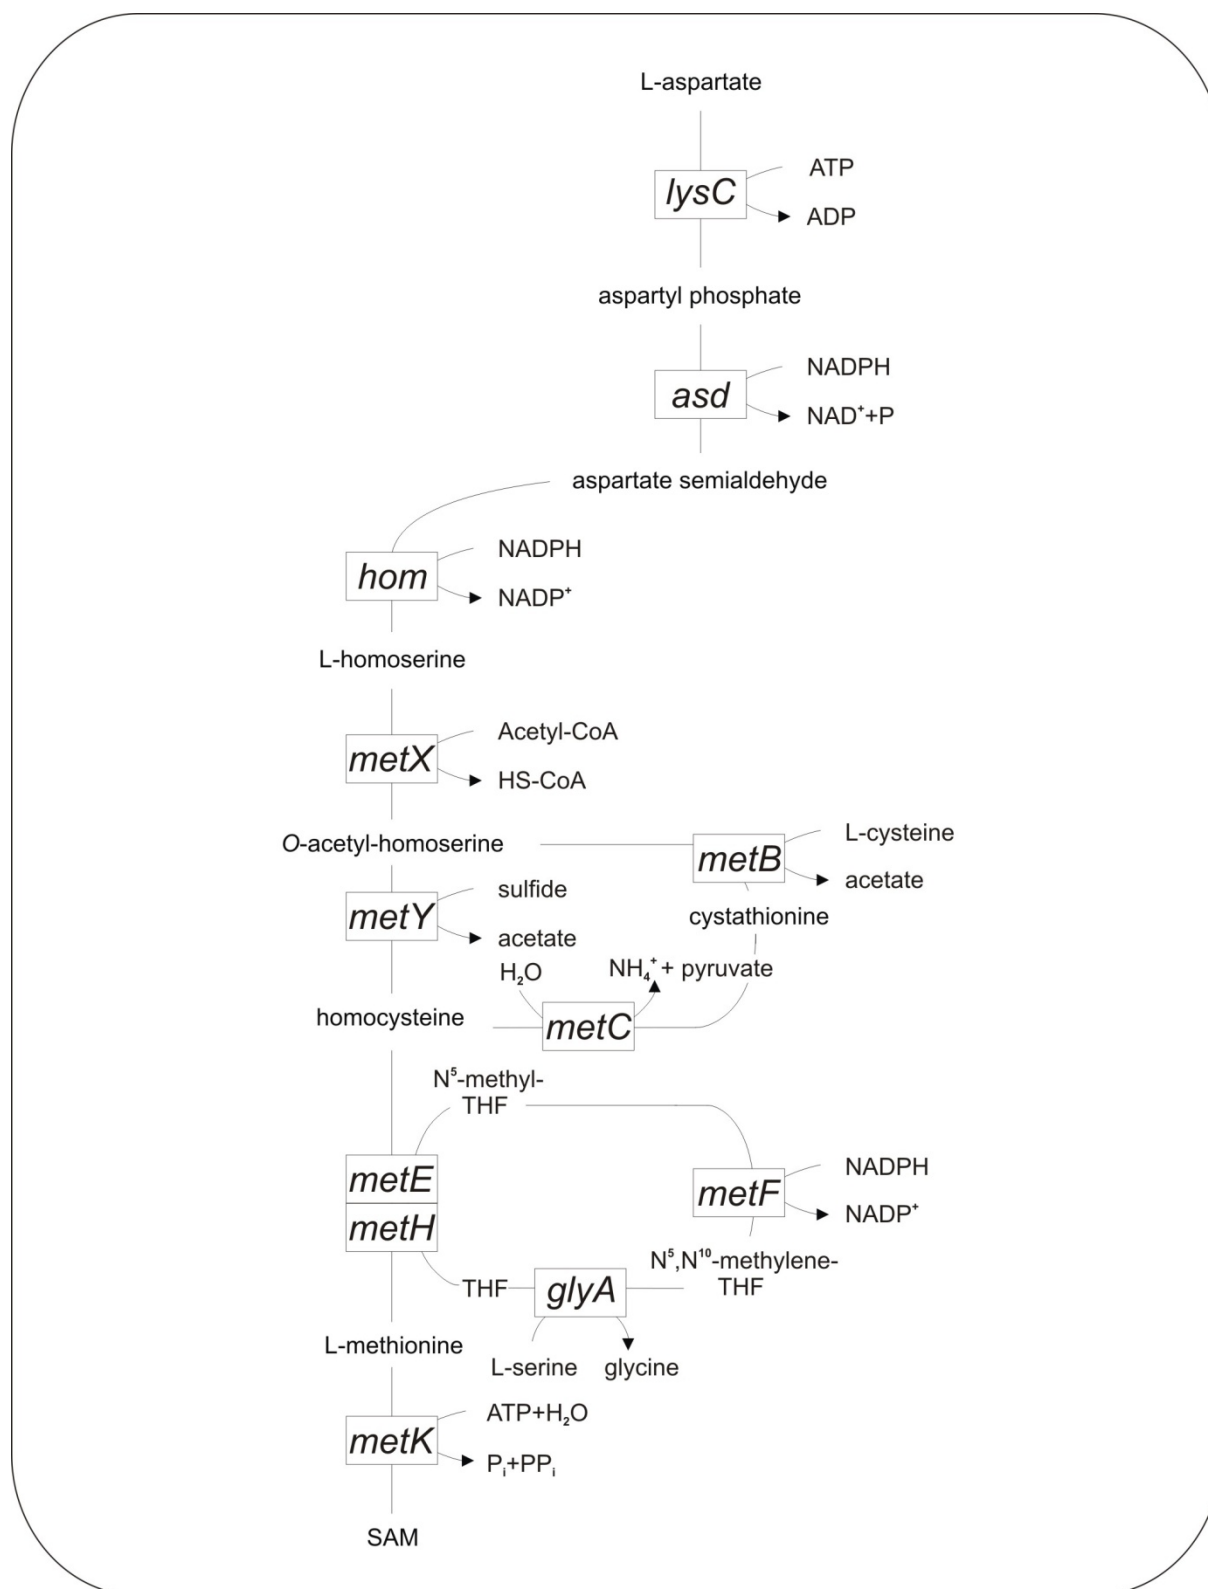 L-aspartate
lysC
ATP
ADP
aspartyl phosphate
asd
NADPH
NAD⁺+P
aspartate semialdehyde
hom
NADPH
NADP⁺
L-homoserine
metX
Acetyl-CoA
HS-CoA
O-acetyl-homoserine
metB
L-cysteine
acetate
metY
sulfide
acetate
cystathionine
H₂O
NH₄⁺ + pyruvate
homocysteine
metC
N⁵-methyl-
THF
metE
metH
metF
NADPH
NADP⁺
N⁵,N¹⁰-methylene-
THF
THF
glyA
L-serine
glycine
L-methionine
metK
ATP+H₂O
Pᵢ+PPᵢ
SAM